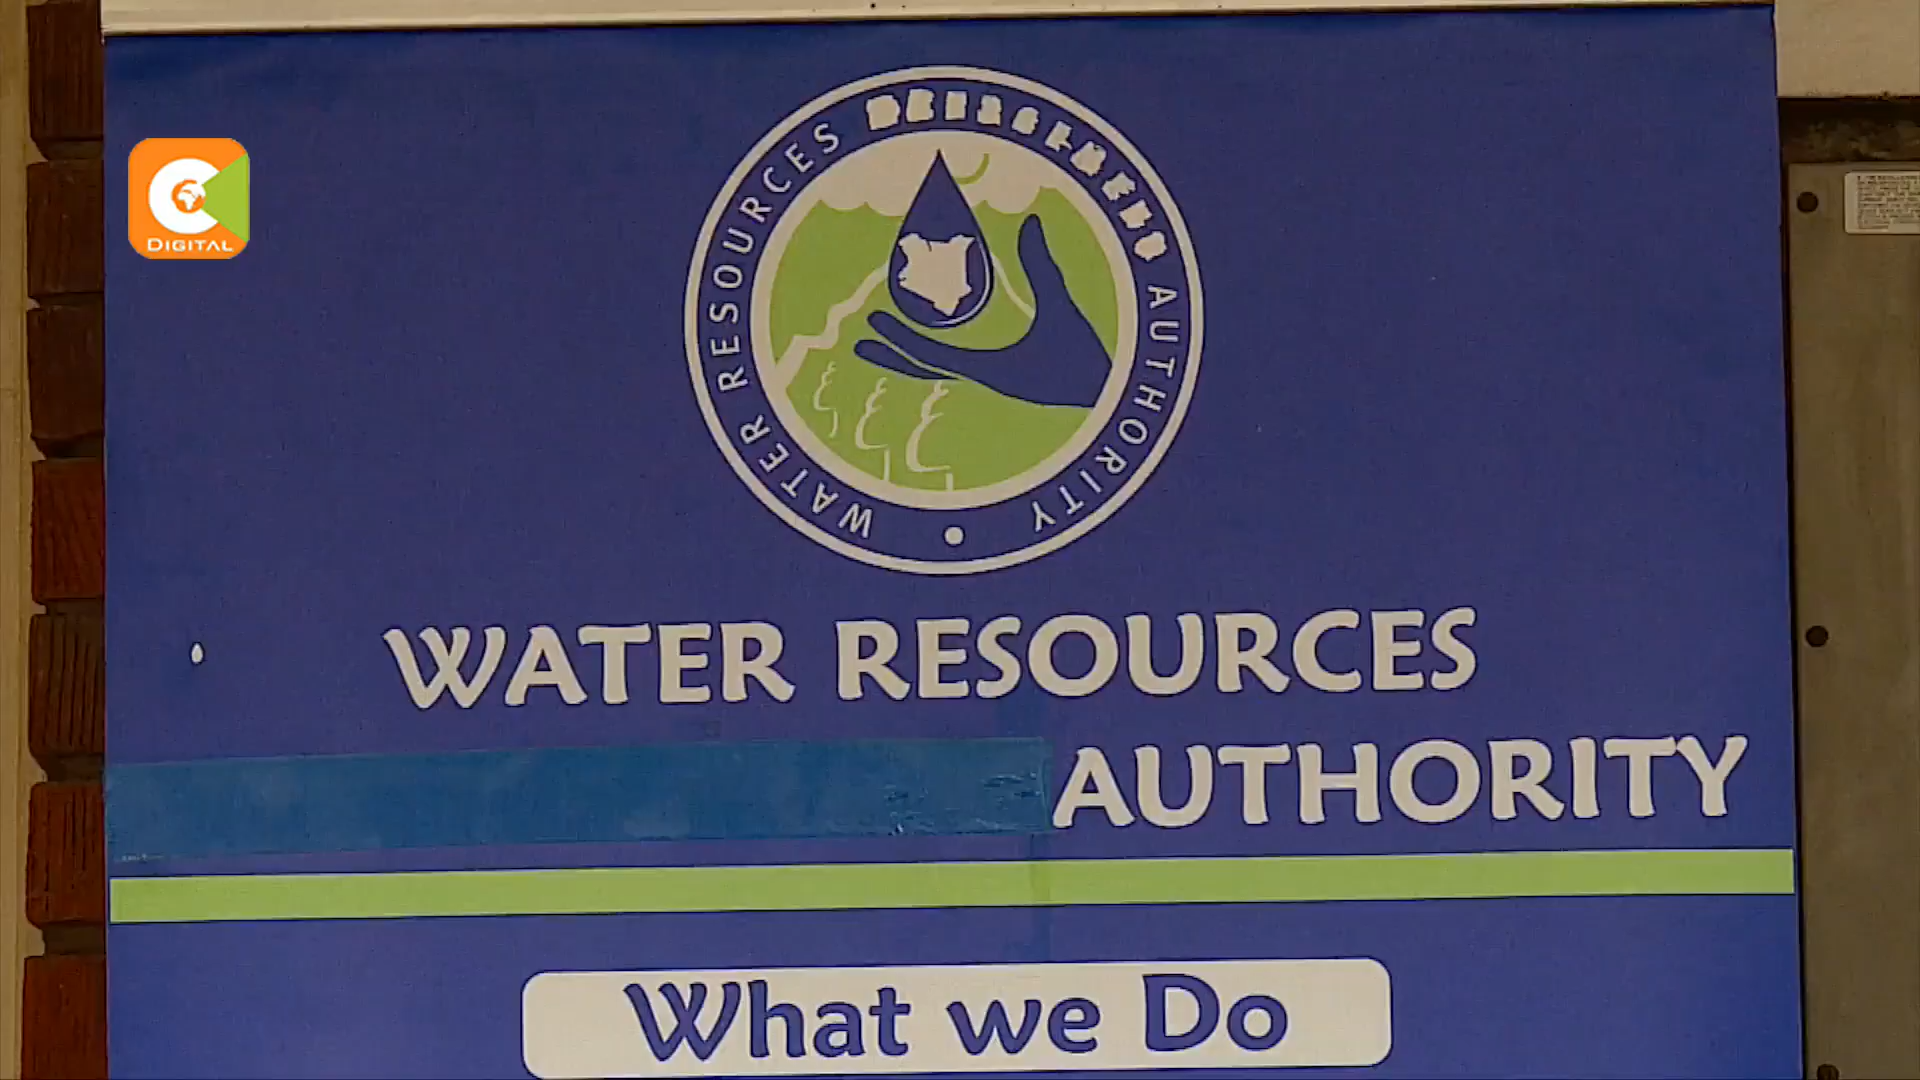 DIGITAL
WATER RESOURCES AUTHORITY
WATER RESOURCES
AUTHORITY
What we Do